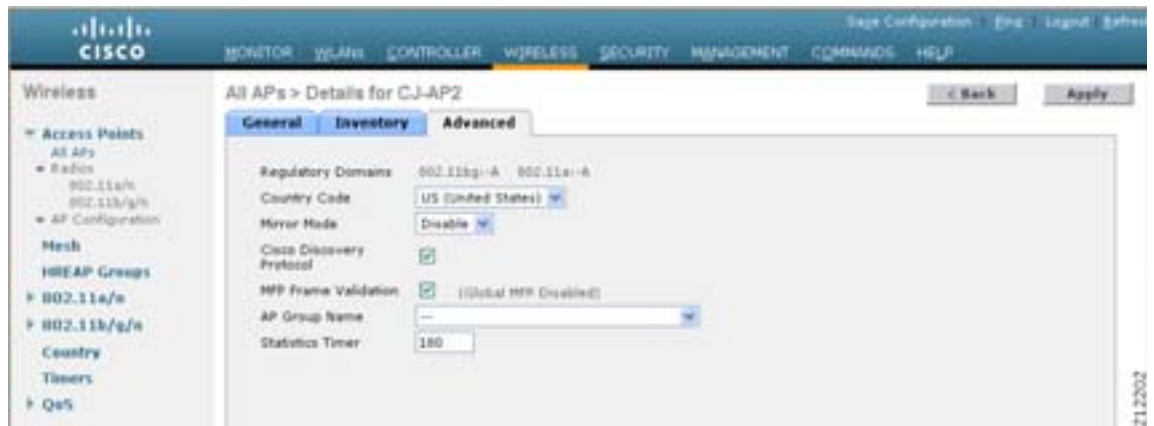 Save Configuration Ping Logout Refresh
CISCO
MONITOR WLANs CONTROLLER WIRELESS SECURITY MANAGEMENT COMMANDS HELP
Wireless
Access Points
All APs
Radios
802.11a/n
802.11b/g/n
AP Configuration
Mesh
HREAP Groups
802.11a/n
802.11b/g/n
Country
Timers
QoS
All APs > Details for CJ-AP2
< Back Apply
General Inventory Advanced
Regulatory Domains 802.11bg:-A 802.11a:-A
Country Code US (United States)
Mirror Mode Disable
Cisco Discovery
Protocol
MFP Frame Validation (Global MFP Disabled)
AP Group Name ---
Statistics Timer 180
212202